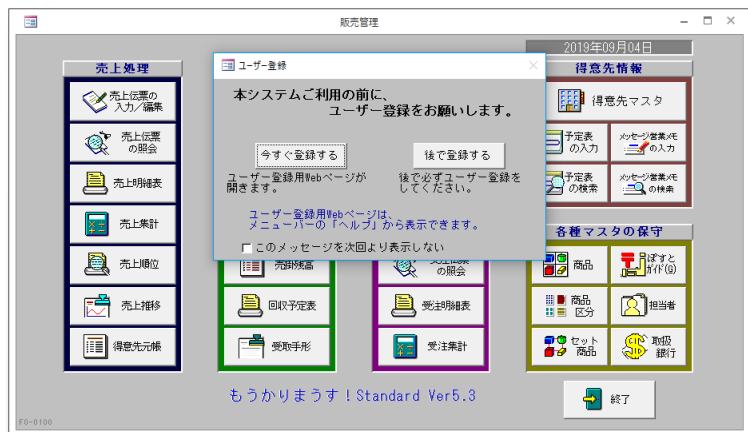 販売管理
2019年09月04日
売上処理
売上伝票の
入力/編集
売上伝票
の照会
売上明細表
売上集計
売上順位
売上推移
得意先元帳
ユーザー登録
本システムご利用の前に、
ユーザー登録をお願いします。
今すぐ登録する
後で登録する
ユーザー登録用Webページが
開きます。
後で必ずユーザー登録を
してください。
ユーザー登録用Webページは、
メニューバーの「ヘルプ」から表示できます。
このメッセージを次回より表示しない
売掛残高
回収予定表
受取手形
の照会
受注明細表
受注集計
得意先情報
得意先マスタ
予定表
の入力
メッセージ営業メモ
の入力
予定表
の検索
メッセージ営業メモ
の検索
各種マスタの保守
商品
ぽすと
ガイド(Q)
商品
区分
担当者
セット
商品
取扱
銀行
もうかりまうす!Standard Ver5.3
終了
F0-0100